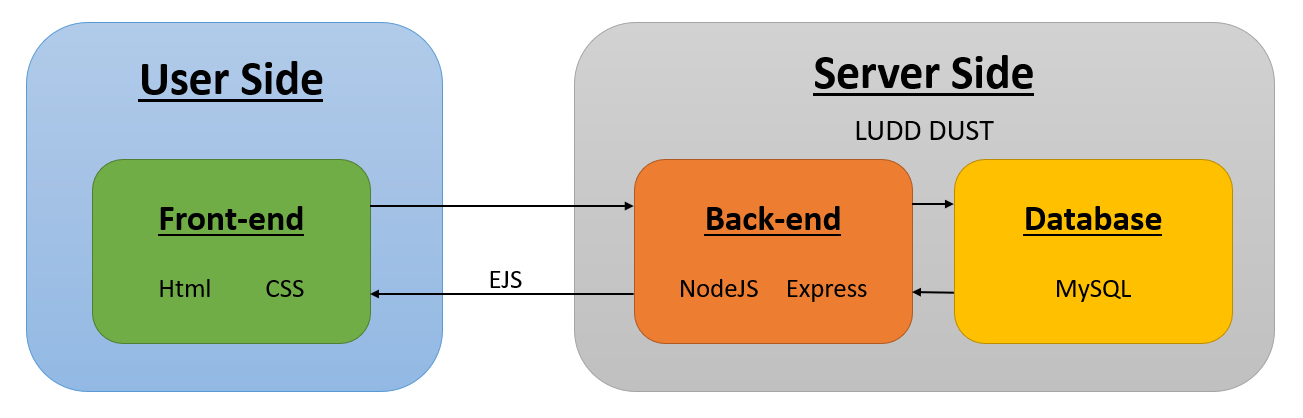 User Side
Server Side
LUDD DUST
Front-end
Back-end
Database
EJS
Html CSS
NodeJS Express
MySQL